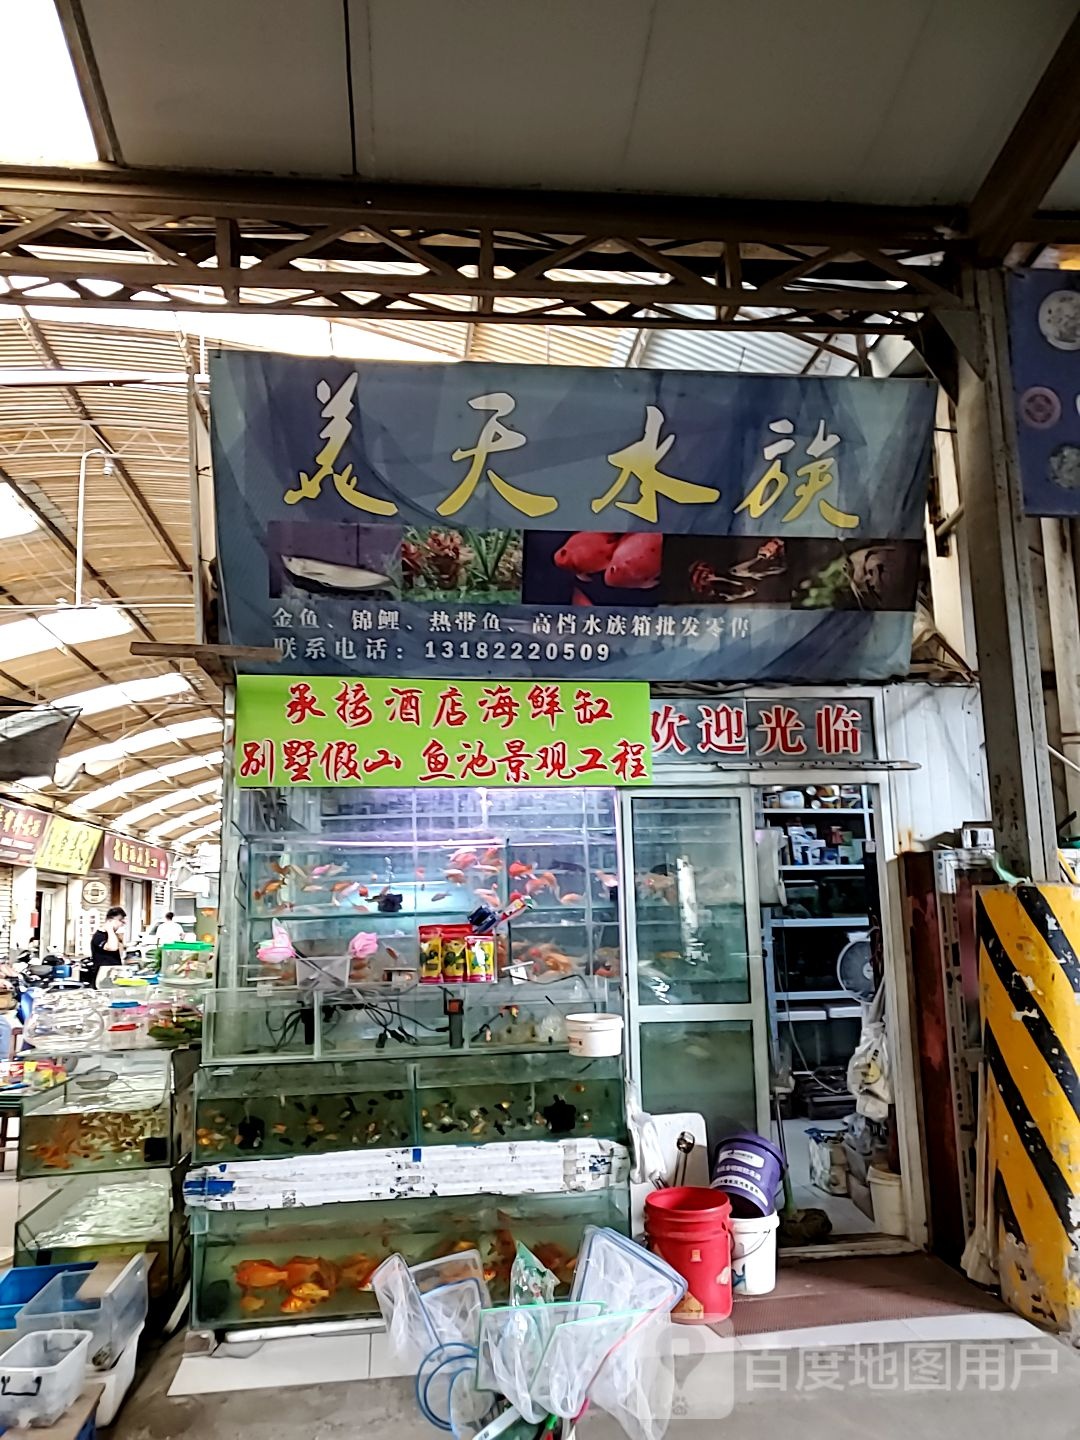 美天水族
金鱼、锦鲤、热带鱼、高档水族箱批发零售
联系电话：13182220509
承接酒店海鲜缸
别墅假山 鱼池景观工程
欢迎光临
百度地图用户